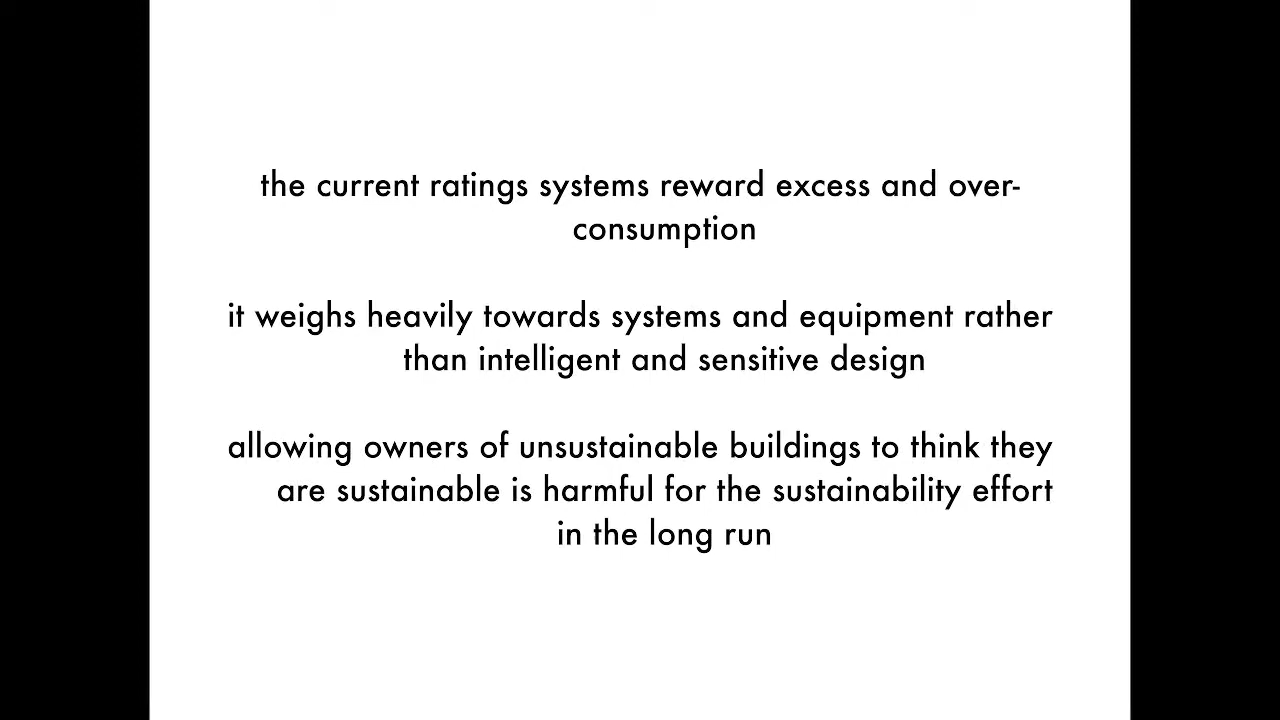 the current ratings systems reward excess and over-
consumption
it weighs heavily towards systems and equipment rather
than intelligent and sensitive design
allowing owners of unsustainable buildings to think they
are sustainable is harmful for the sustainability effort
in the long run